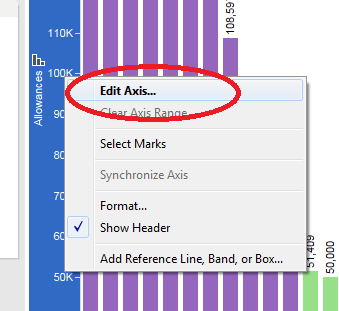 110K
108,59
Allowances
100K
Edit Axis...
90
Clear Axis Range
80
Select Marks
70
Synchronize Axis
60
Format...
Show Header
50K
Add Reference Line, Band, or Box...
51,409
50,000